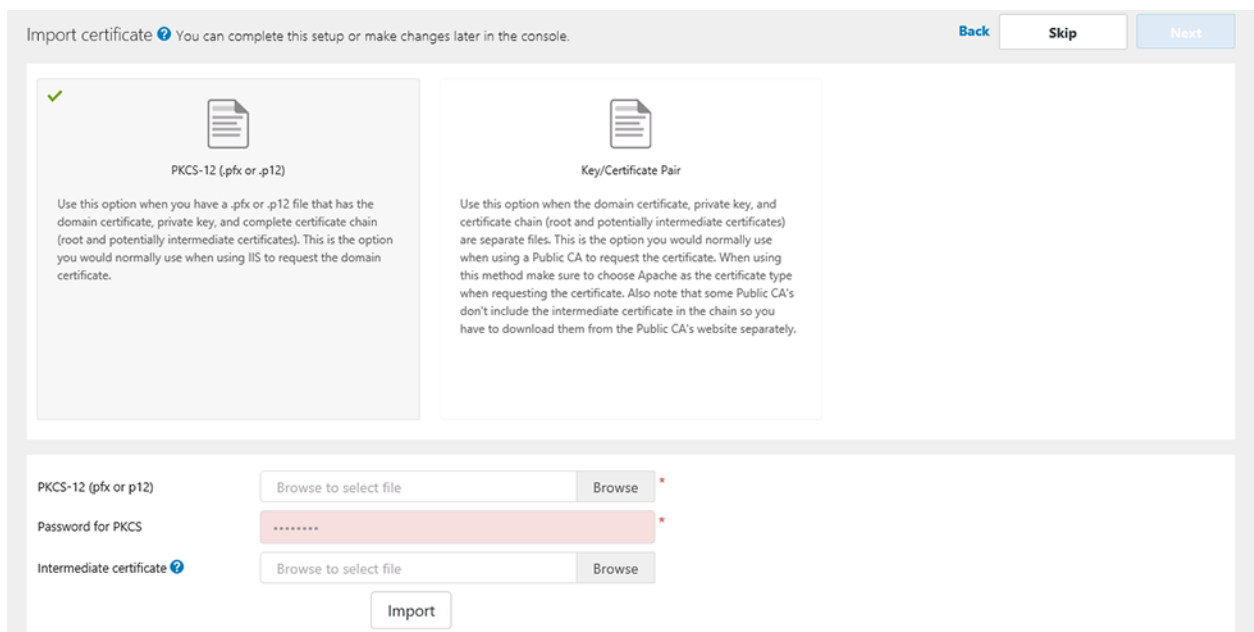 Import certificate ? You can complete this setup or make changes later in the console.
Back
Skip
Next
PKCS-12 (.pfx or .p12)
Use this option when you have a .pfx or .p12 file that has the
domain certificate, private key, and complete certificate chain
(root and potentially intermediate certificates). This is the option
you would normally use when using IIS to request the domain
certificate.
Key/Certificate Pair
Use this option when the domain certificate, private key, and
certificate chain (root and potentially intermediate certificates)
are separate files. This is the option you would normally use
when using a Public CA to request the certificate. When using
this method make sure to choose Apache as the certificate type
when requesting the certificate. Also note that some Public CA's
don't include the intermediate certificate in the chain so you
have to download them from the Public CA's website separately.
PKCS-12 (pfx or p12)
Browse to select file
Browse
*
Password for PKCS
••••••••
*
Intermediate certificate ?
Browse to select file
Browse
Import